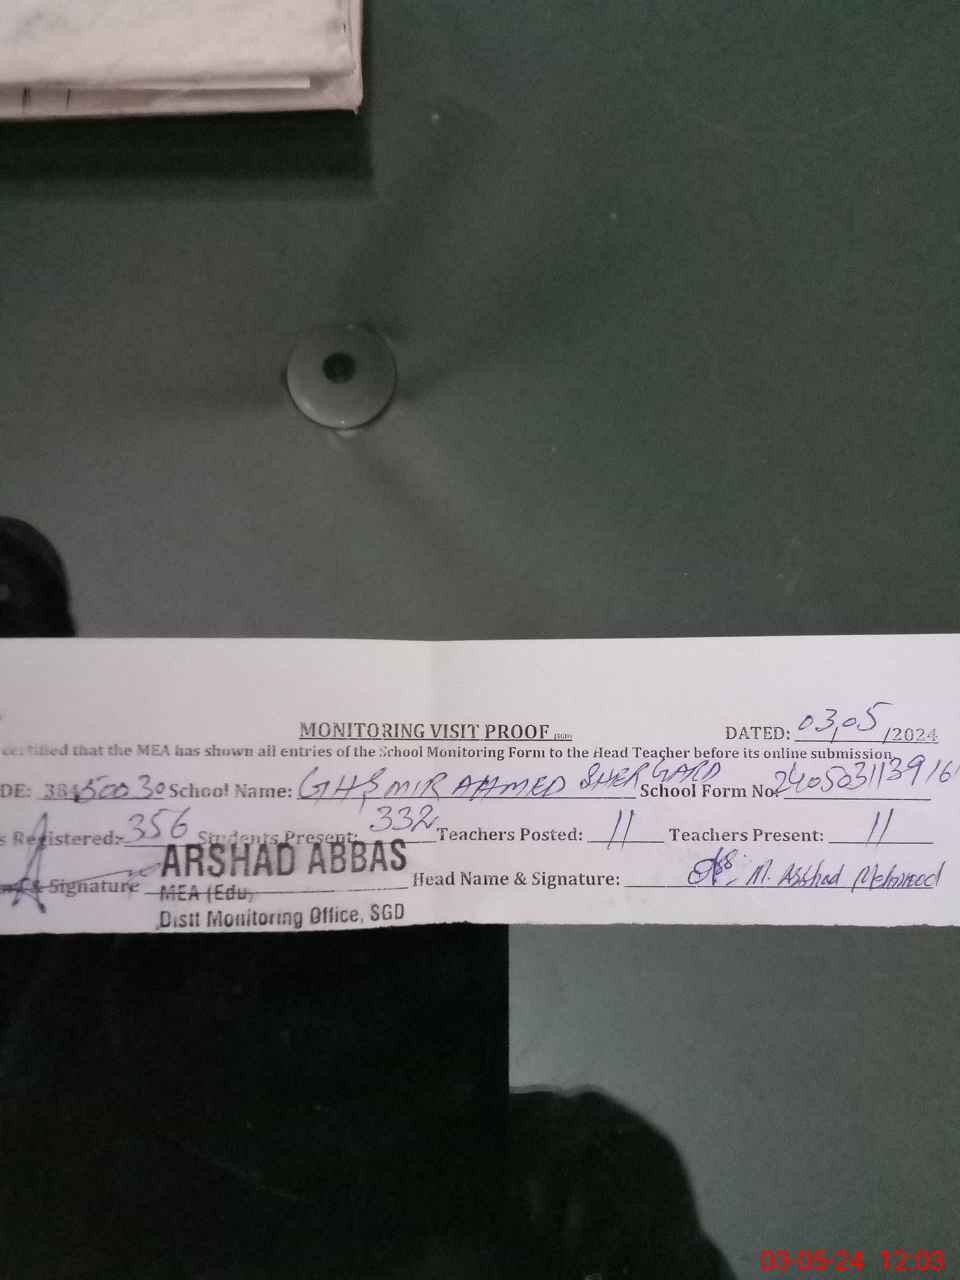 MONITORING VISIT PROOF (SGD) DATED: 03,05/2024
certified that the MEA has shown all entries of the School Monitoring Form to the Head Teacher before its online submission.
DE: 38450030 School Name: GHS MIR AHMED SHER GARD School Form No. 240503113916
s Registered:- 356 Students Present: 332 Teachers Posted: 11 Teachers Present: 11
& Signature ARSHAD ABBAS Head Name & Signature: M. Arshad Mehmood
MEA (Edu)
Distt Monitoring Office, SGD
03-05-24 12:03